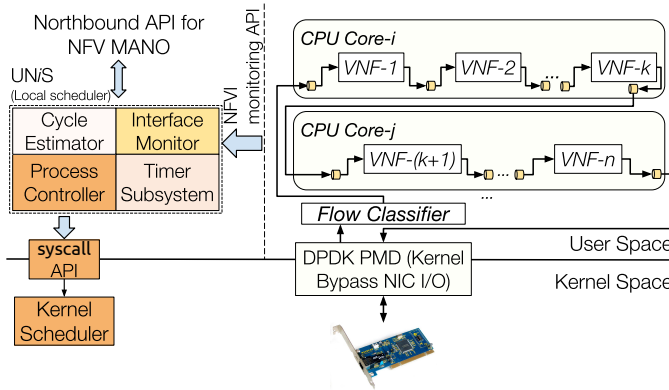 Northbound API for
NFV MANO
UNiS
(Local scheduler)
Cycle
Estimator
Interface
Monitor
Process
Controller
Timer
Subsystem
NFVI
monitoring API
syscall
API
Kernel
Scheduler
CPU Core-i
VNF-1
VNF-2
...
VNF-k
CPU Core-j
VNF-(k+1)
...
VNF-n
...
Flow Classifier
DPDK PMD (Kernel
Bypass NIC I/O)
User Space
Kernel Space